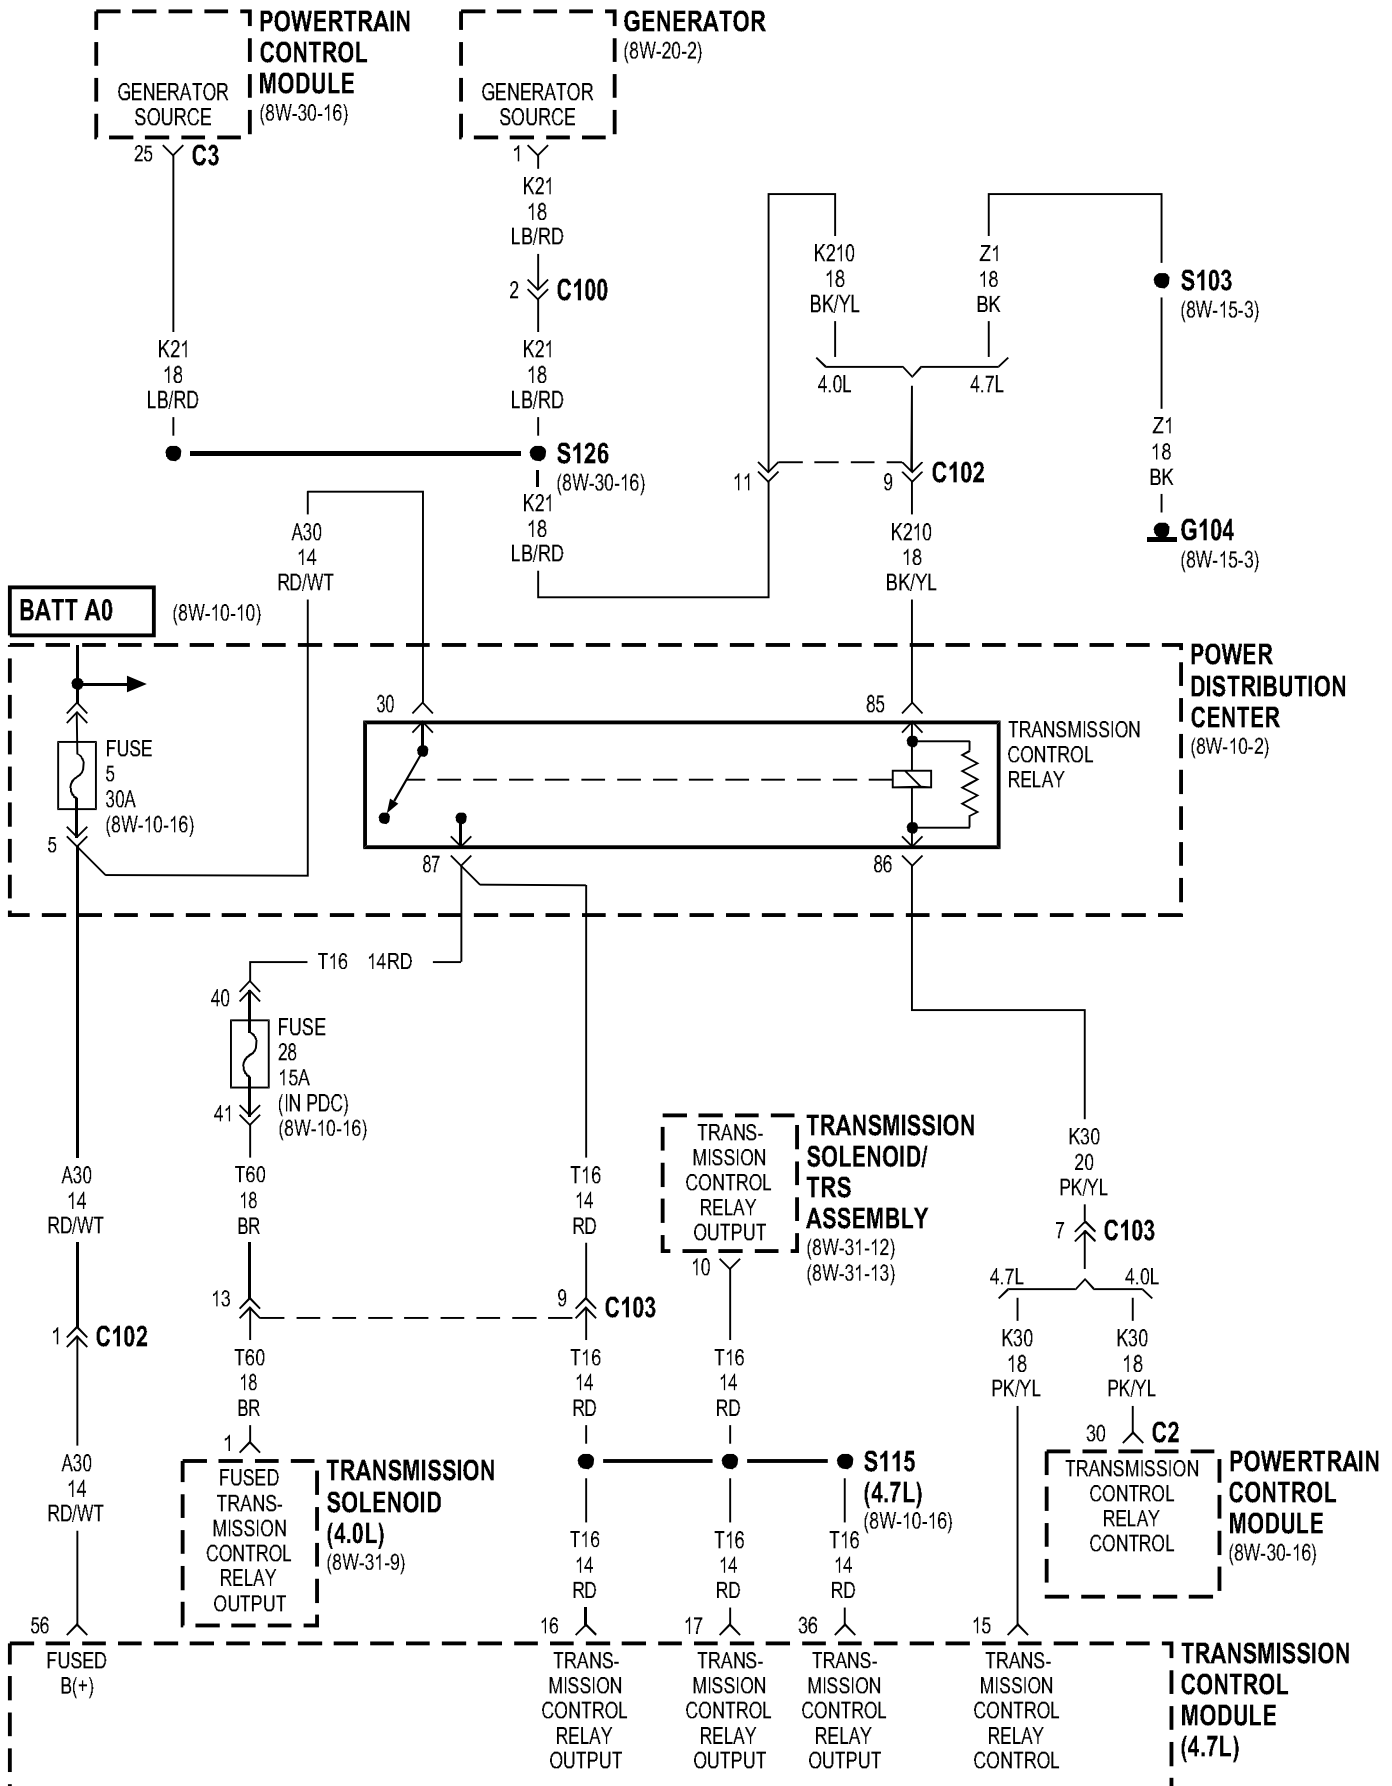 POWERTRAIN
CONTROL
MODULE
(8W-30-16)
GENERATOR
SOURCE
25
C3
GENERATOR
(8W-20-2)
GENERATOR
SOURCE
1
K21
18
LB/RD
2
C100
K21
18
LB/RD
K21
18
LB/RD
S126
(8W-30-16)
K21
18
LB/RD
K210
18
BK/YL
Z1
18
BK
4.0L
4.7L
S103
(8W-15-3)
Z1
18
BK
G104
(8W-15-3)
11
9
C102
K210
18
BK/YL
A30
14
RD/WT
BATT A0
(8W-10-10)
POWER
DISTRIBUTION
CENTER
(8W-10-2)
30
85
TRANSMISSION
CONTROL
RELAY
FUSE
5
30A
(8W-10-16)
5
87
86
T16 14RD
40
FUSE
28
15A
(IN PDC)
(8W-10-16)
41
TRANS-
MISSION
CONTROL
RELAY
OUTPUT
TRANSMISSION
SOLENOID/
TRS
ASSEMBLY
(8W-31-12)
(8W-31-13)
10
K30
20
PK/YL
7
C103
A30
14
RD/WT
T60
18
BR
T16
14
RD
4.7L
4.0L
13
9
C103
1
C102
T60
18
BR
T16
14
RD
T16
14
RD
K30
18
PK/YL
K30
18
PK/YL
1
30
C2
A30
14
RD/WT
FUSED
TRANS-
MISSION
CONTROL
RELAY
OUTPUT
TRANSMISSION
SOLENOID
(4.0L)
(8W-31-9)
S115
(4.7L)
(8W-10-16)
TRANSMISSION
CONTROL
RELAY
CONTROL
POWERTRAIN
CONTROL
MODULE
(8W-30-16)
T16
14
RD
T16
14
RD
T16
14
RD
56
16
17
36
15
FUSED
B(+)
TRANS-
MISSION
CONTROL
RELAY
OUTPUT
TRANS-
MISSION
CONTROL
RELAY
OUTPUT
TRANS-
MISSION
CONTROL
RELAY
OUTPUT
TRANS-
MISSION
CONTROL
RELAY
CONTROL
TRANSMISSION
CONTROL
MODULE
(4.7L)